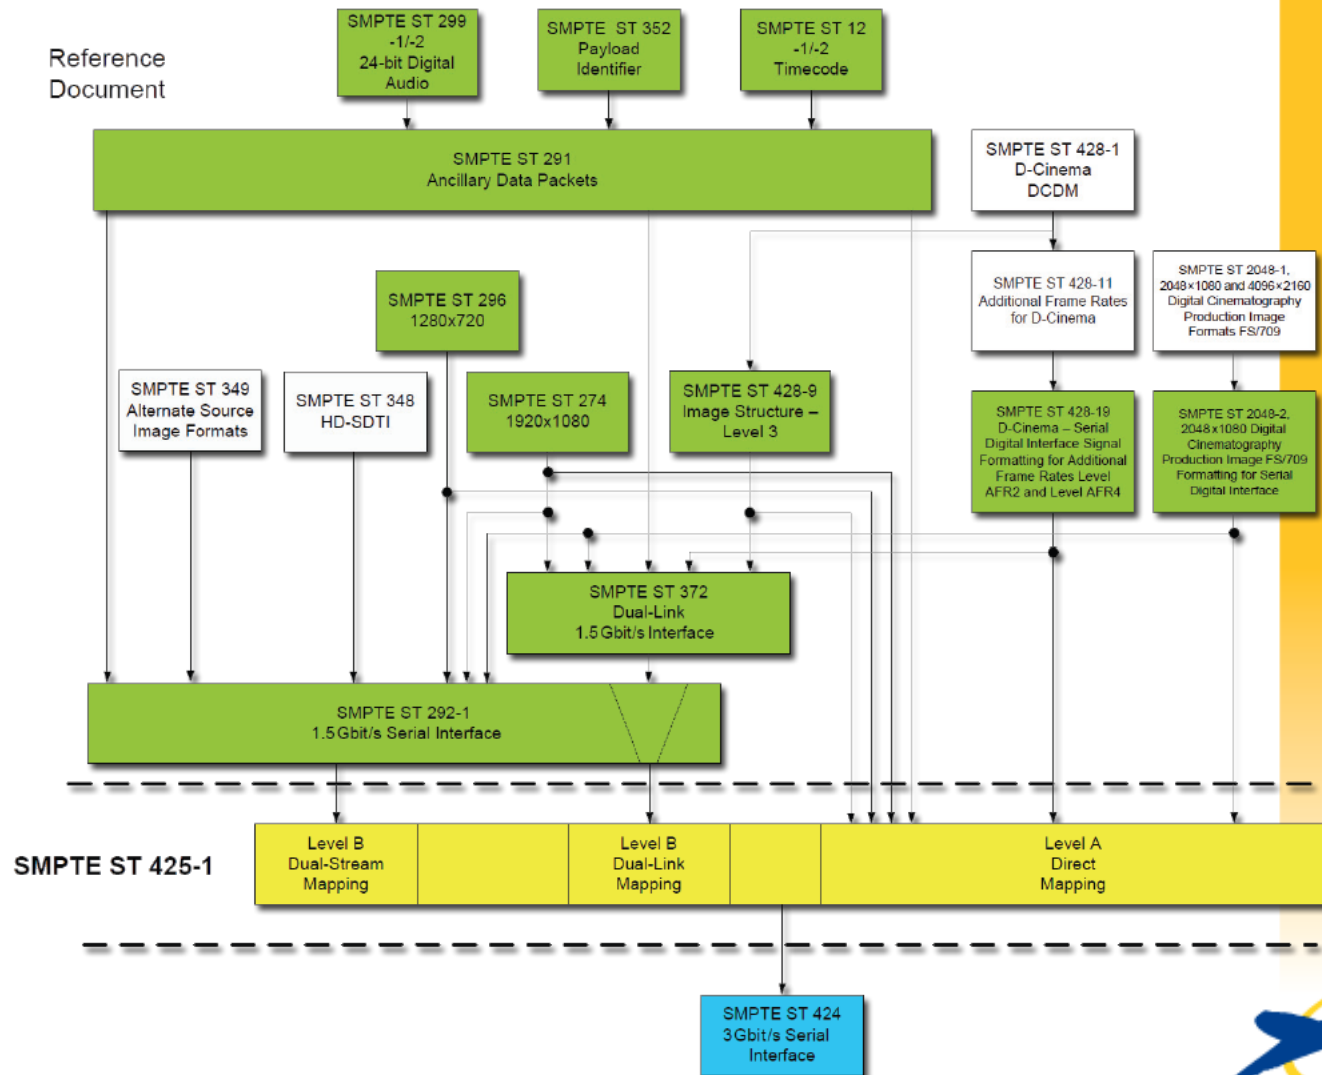 Reference
Document
SMPTE ST 299
-1/-2
24-bit Digital
Audio
SMPTE ST 352
Payload
Identifier
SMPTE ST 12
-1/-2
Timecode
SMPTE ST 291
Ancillary Data Packets
SMPTE ST 428-1
D-Cinema
DCDM
SMPTE ST 296
1280x720
SMPTE ST 428-11
Additional Frame Rates
for D-Cinema
SMPTE ST 2048-1,
2048×1080 and 4096×2160
Digital Cinematography
Production Image
Formats FS/709
SMPTE ST 349
Alternate Source
Image Formats
SMPTE ST 348
HD-SDTI
SMPTE ST 274
1920x1080
SMPTE ST 428-9
Image Structure –
Level 3
SMPTE ST 428-19
D-Cinema – Serial
Digital Interface Signal
Formatting for Additional
Frame Rates Level
AFR2 and Level AFR4
SMPTE ST 2048-2,
2048x1080 Digital
Cinematography
Production Image FS/709
Formatting for Serial
Digital Interface
SMPTE ST 372
Dual-Link
1.5Gbit/s Interface
SMPTE ST 292-1
1.5Gbit/s Serial Interface
SMPTE ST 425-1
Level B
Dual-Stream
Mapping
Level B
Dual-Link
Mapping
Level A
Direct
Mapping
SMPTE ST 424
3Gbit/s Serial
Interface